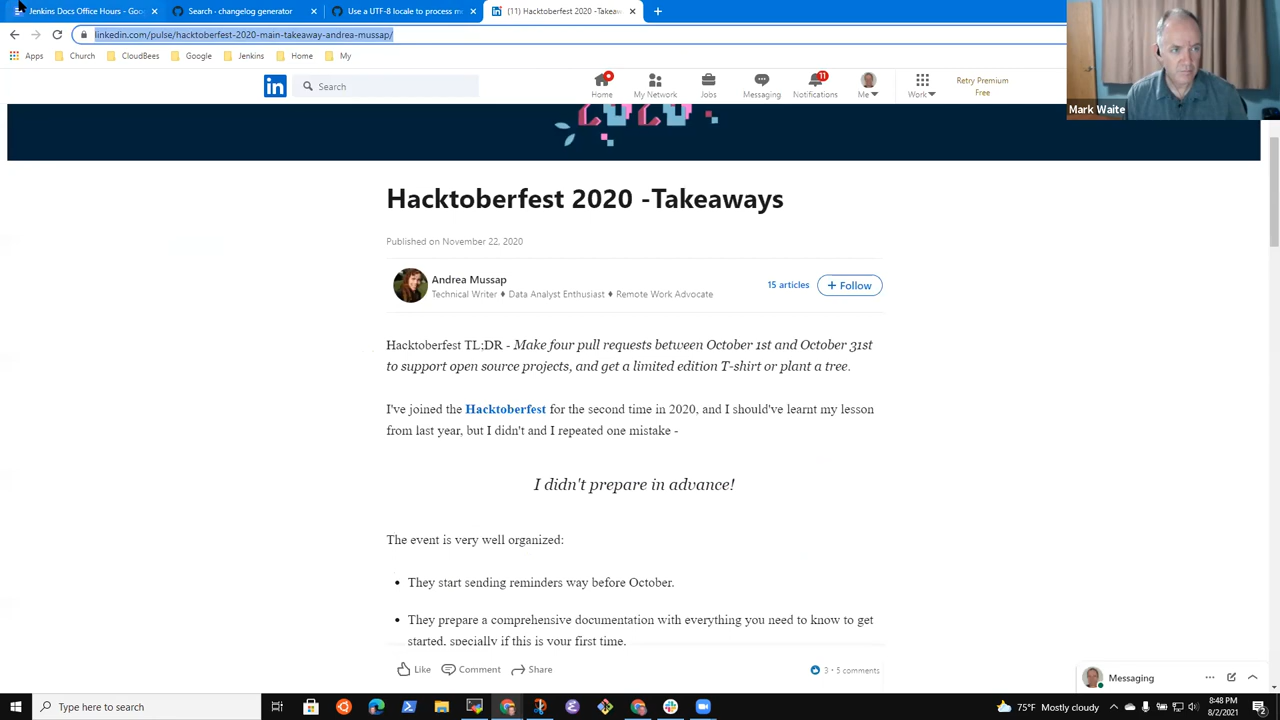 Jenkins Docs Office Hours - Goog
Search · changelog generator
Use a UTF-8 locale to process m
(11) Hacktoberfest 2020 -Takeaw
linkedin.com/pulse/hacktoberfest-2020-main-takeaway-andrea-mussap/
Apps
Church
CloudBees
Google
Jenkins
Home
My
in
Search
Home
My Network
Jobs
Messaging
11
Notifications
Me
Work
Retry Premium
Free
Mark Waite
Hacktoberfest 2020 -Takeaways
Published on November 22, 2020
Andrea Mussap
Technical Writer ♦ Data Analyst Enthusiast ♦ Remote Work Advocate
15 articles
+ Follow
Hacktoberfest TL;DR - Make four pull requests between October 1st and October 31st
to support open source projects, and get a limited edition T-shirt or plant a tree.
I've joined the Hacktoberfest for the second time in 2020, and I should've learnt my lesson
from last year, but I didn't and I repeated one mistake -
I didn't prepare in advance!
The event is very well organized:
• They start sending reminders way before October.
• They prepare a comprehensive documentation with everything you need to know to get
started, specially if this is your first time.
Like
Comment
Share
3 · 5 comments
Messaging
Type here to search
75°F Mostly cloudy
8:48 PM
8/2/2021